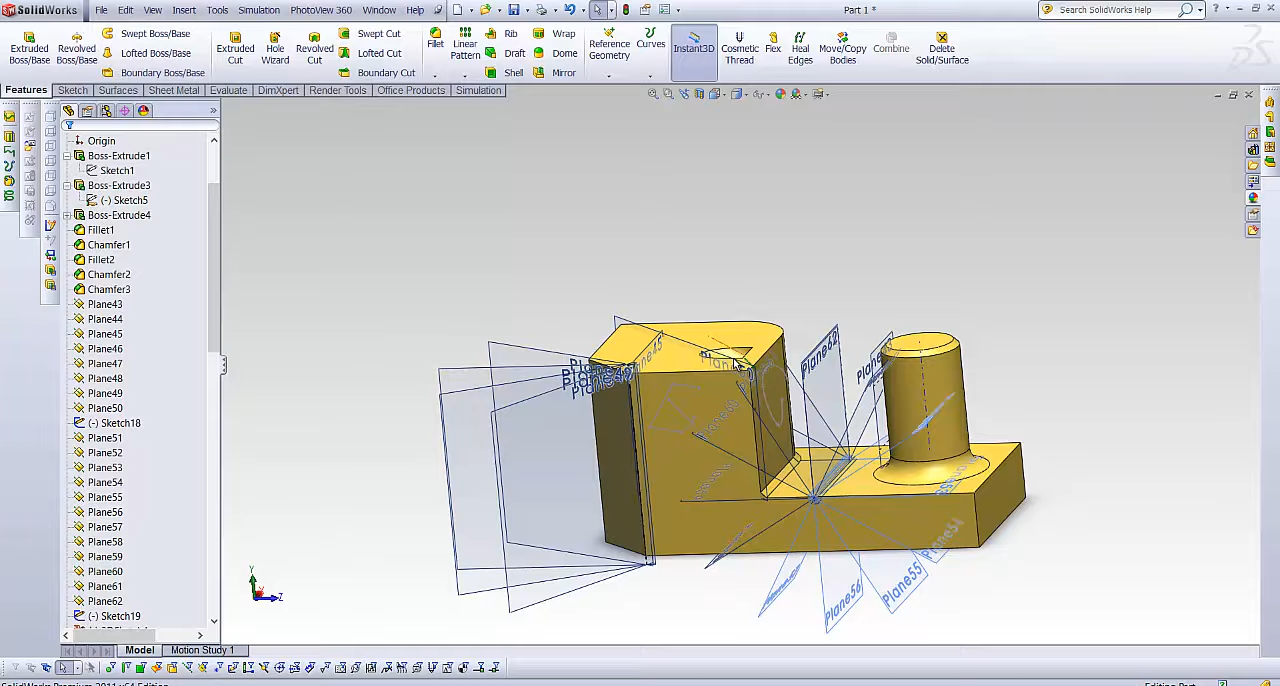 SolidWorks File Edit View Insert Tools Simulation PhotoView 360 Window Help Part 1 * Search SolidWorks Help
Extruded Boss/Base Revolved Boss/Base Swept Boss/Base Lofted Boss/Base Boundary Boss/Base Extruded Cut Hole Wizard Revolved Cut Swept Cut Lofted Cut Boundary Cut Fillet Linear Pattern Rib Draft Shell Wrap Dome Mirror Reference Geometry Curves Instant3D Cosmetic Thread Flex Heal Edges Move/Copy Bodies Combine Delete Solid/Surface
Features Sketch Surfaces Sheet Metal Evaluate DimXpert Render Tools Office Products Simulation
Origin
Boss-Extrude1
Sketch1
Boss-Extrude3
(-) Sketch5
Boss-Extrude4
Fillet1
Chamfer1
Fillet2
Chamfer2
Chamfer3
Plane43
Plane44
Plane45
Plane46
Plane47
Plane48
Plane49
Plane50
(-) Sketch18
Plane51
Plane52
Plane53
Plane54
Plane55
Plane56
Plane57
Plane58
Plane59
Plane60
Plane61
Plane62
(-) Sketch19
Plane45
Plane62
Plane49
Plane60
Plane54
Plane55
Plane56
Y
Z
Model Motion Study 1